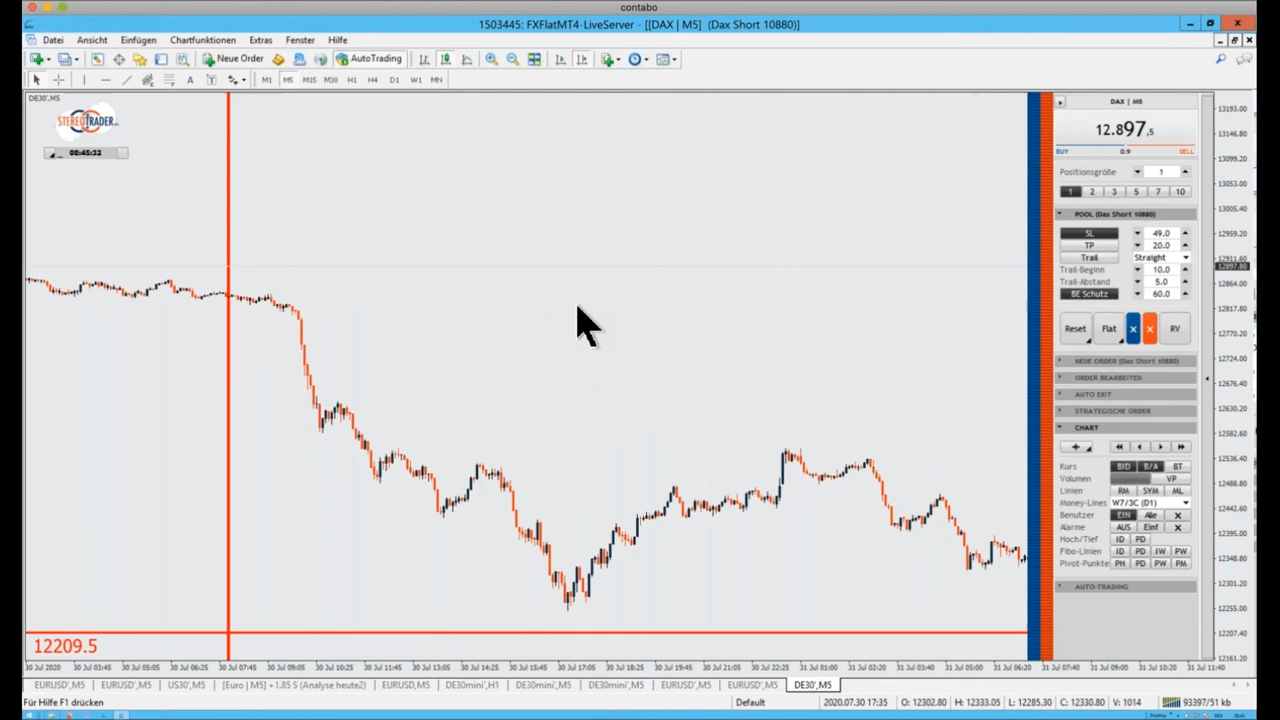 contabo
1503445: FXFlatMT4-LiveServer - [[DAX | M5] (Dax Short 10880)]
Datei Ansicht Einfügen Chartfunktionen Extras Fenster Hilfe
Neue Order AutoTrading
A T M1 M5 M15 M30 H1 H4 D1 W1 MN
DE30',M5
STEREOTRADER
08:45:32
12209.5
DAX | M5
12.897,5
BUY 0.9 SELL
Positionsgröße 1
1 2 3 5 7 10
POOL (Dax Short 10880)
SL 49.0
TP 20.0
Trail Straight
Trail-Beginn 10.0
Trail-Abstand 5.0
BE Schutz 60.0
Reset Flat × × RV
NEUE ORDER (Dax Short 10880)
ORDER BEARBEITEN
AUTO EXIT
STRATEGISCHE ORDER
CHART
Kurs BID B/A BT
Volumen VP
Linien RM SYM ML
Money-Lines W7/3C (D1)
Benutzer EIN Alle X
Alarme AUS Einf X
Hoch/Tief ID PD
Fibo-Linien ID PD IW PW
Pivot-Punkte PH PD PW PM
AUTO-TRADING
13193.00
13146.80
13099.20
13053.00
13005.40
12959.20
12911.60
12897.80
12864.00
12817.80
12770.20
12724.00
12676.40
12630.20
12582.60
12536.40
12488.80
12442.60
12395.00
12348.80
12301.20
12255.00
12207.40
12161.20
30 Jul 2020 30 Jul 03:45 30 Jul 05:05 30 Jul 06:25 30 Jul 07:45 30 Jul 09:05 30 Jul 10:25 30 Jul 11:45 30 Jul 13:05 30 Jul 14:25 30 Jul 15:45 30 Jul 17:05 30 Jul 18:25 30 Jul 19:45 30 Jul 21:05 30 Jul 22:25 31 Jul 01:00 31 Jul 02:20 31 Jul 03:40 31 Jul 05:00 31 Jul 06:20 31 Jul 07:40 31 Jul 09:00 31 Jul 10:20 31 Jul 11:40
EURUSD',M5 EURUSD',M5 US30',M5 [Euro | M5] +1.85 S (Analyse heute2) EURUSD,M5 DE30mini',H1 DE30mini',M5 DE30mini',M5 EURUSD',M5 EURUSD',M5 DE30',M5
Für Hilfe F1 drücken Default 2020.07.30 17:35 O: 12302.80 H: 12333.05 L: 12285.30 C: 12330.80 V: 1014 93397/51 kb